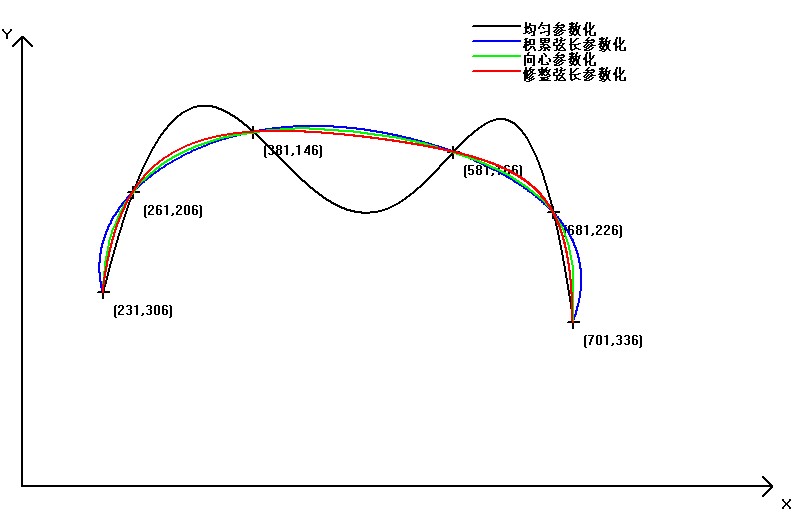 Y
均匀参数化
积累弦长参数化
向心参数化
修整弦长参数化
(381,146)
(581,166)
(261,206)
(681,226)
(231,306)
(701,336)
X